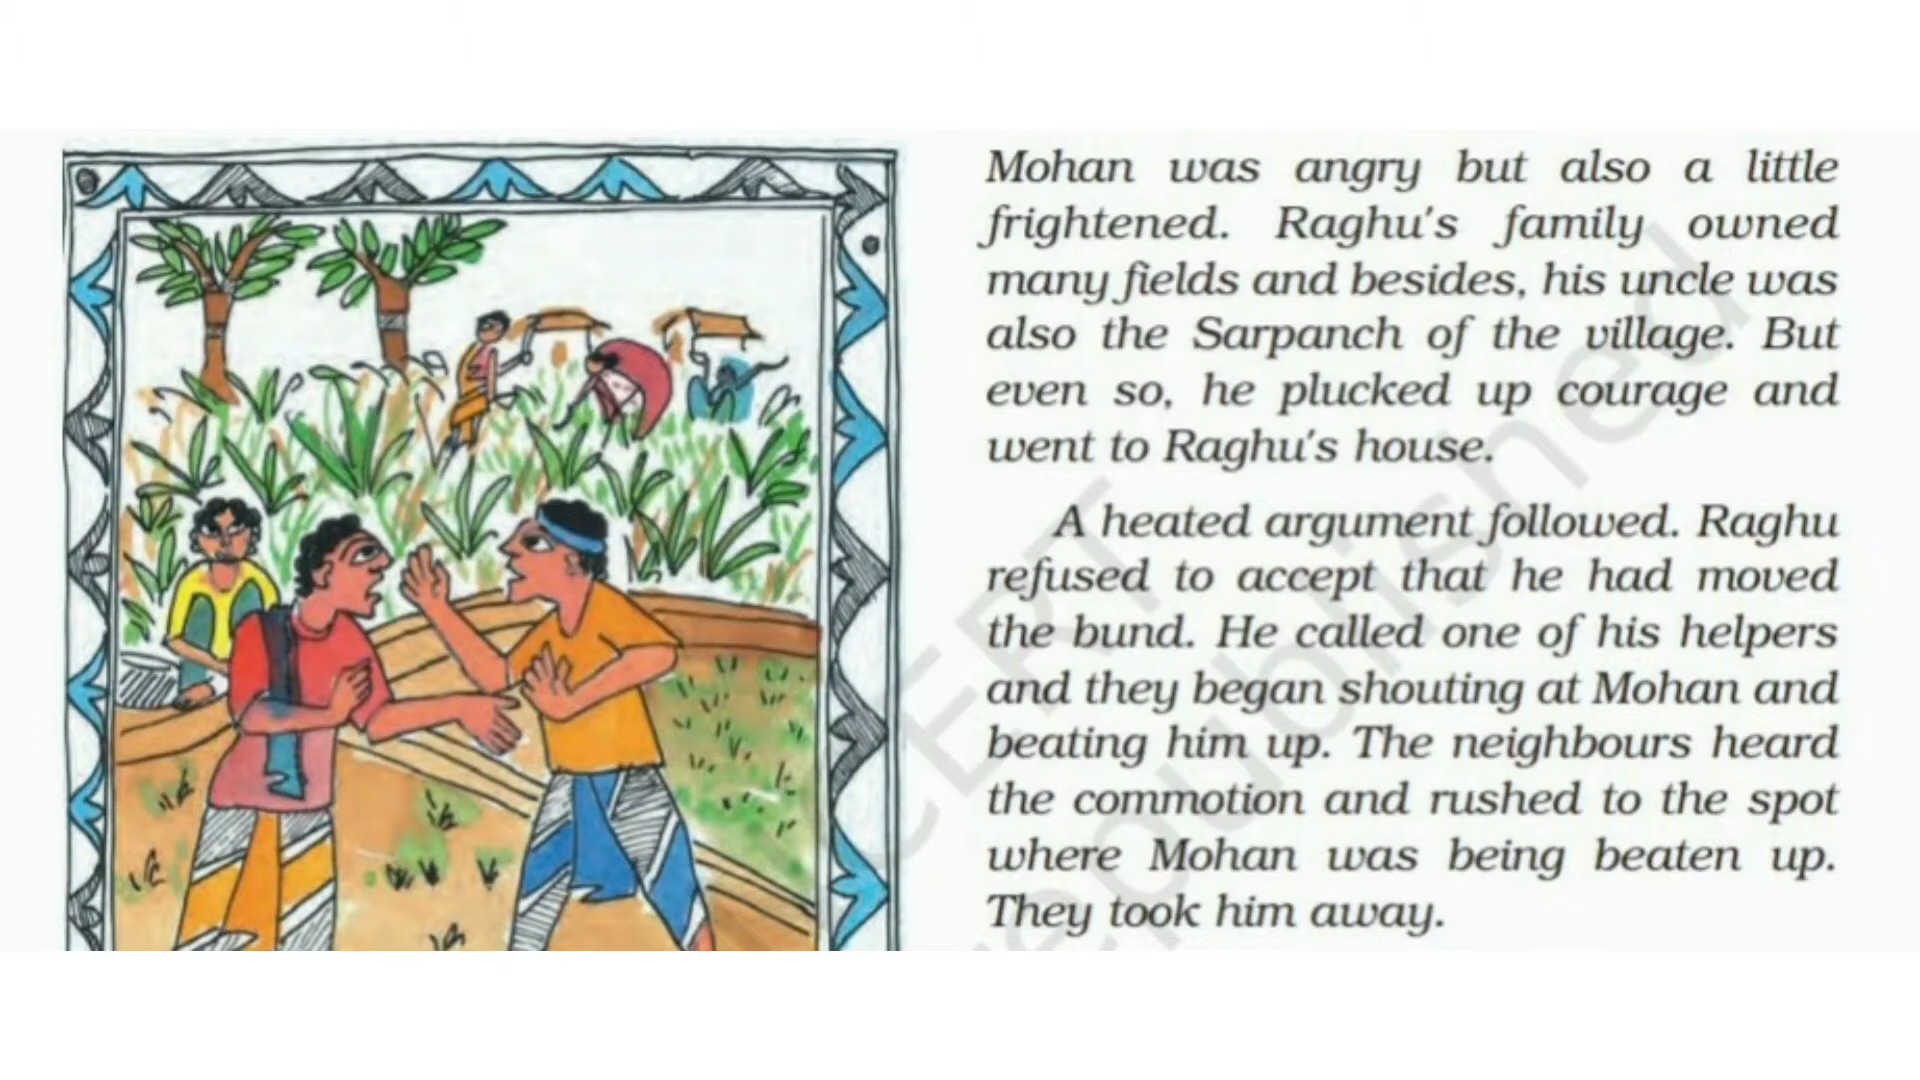 Mohan was angry but also a little
frightened. Raghu's family owned
many fields and besides, his uncle was
also the Sarpanch of the village. But
even so, he plucked up courage and
went to Raghu's house.
A heated argument followed. Raghu
refused to accept that he had moved
the bund. He called one of his helpers
and they began shouting at Mohan and
beating him up. The neighbours heard
the commotion and rushed to the spot
where Mohan was being beaten up.
They took him away.